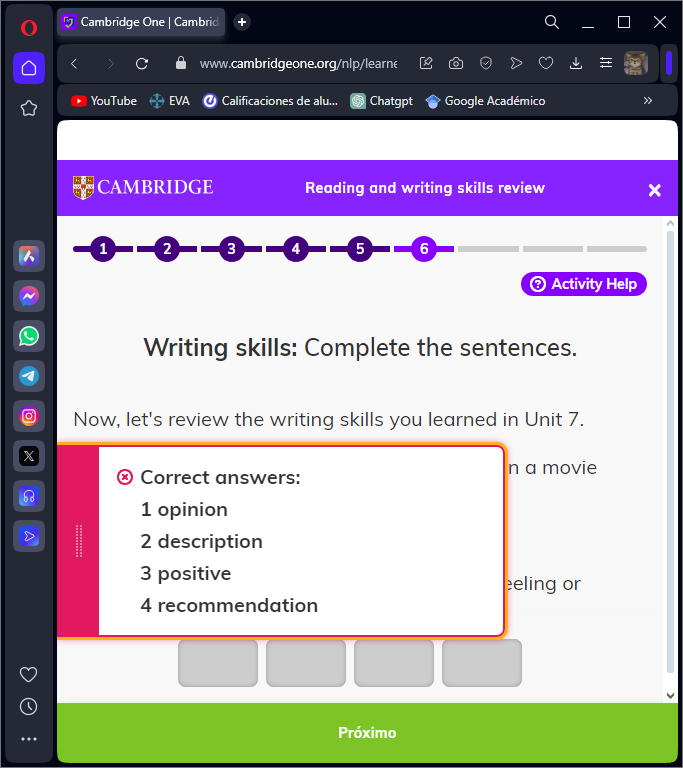 Cambridge One | Cambrid
www.cambridgeone.org/nlp/learne
YouTube EVA Calificaciones de alu... Chatgpt Google Académico
CAMBRIDGE Reading and writing skills review
1 2 3 4 5 6
Activity Help
Writing skills: Complete the sentences.
Now, let's review the writing skills you learned in Unit 7.
n a movie
Correct answers:
1 opinion
2 description
3 positive
4 recommendation
eeling or
Próximo